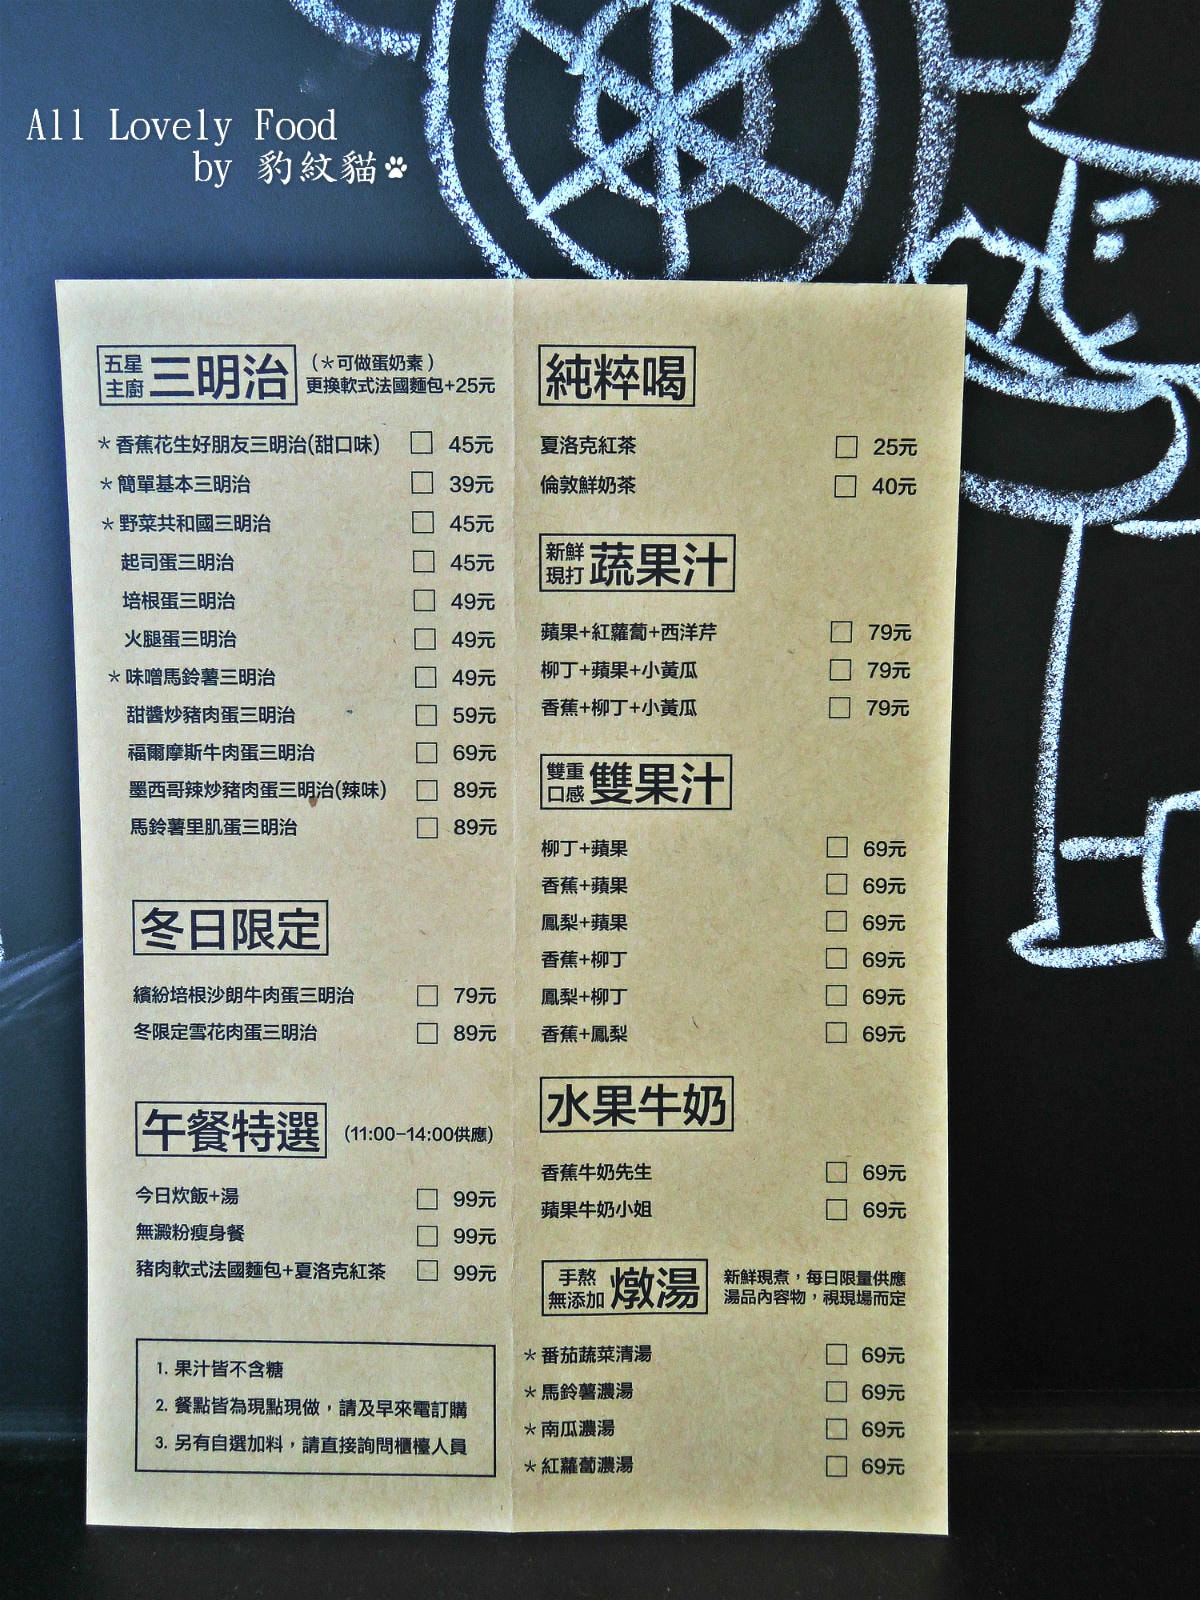 All Lovely Food
by 豹紋貓
五星
主廚 三明治
(＊可做蛋奶素)
更換軟式法國麵包+25元
＊香蕉花生好朋友三明治(甜口味) □ 45元
＊簡單基本三明治 □ 39元
＊野菜共和國三明治 □ 45元
起司蛋三明治 □ 45元
培根蛋三明治 □ 49元
火腿蛋三明治 □ 49元
＊味噌馬鈴薯三明治 □ 49元
甜醬炒豬肉蛋三明治 □ 59元
福爾摩斯牛肉蛋三明治 □ 69元
墨西哥辣炒豬肉蛋三明治(辣味) □ 89元
馬鈴薯里肌蛋三明治 □ 89元
冬日限定
繽紛培根沙朗牛肉蛋三明治 □ 79元
冬限定雪花肉蛋三明治 □ 89元
午餐特選 (11:00-14:00供應)
今日炊飯+湯 □ 99元
無澱粉瘦身餐 □ 99元
豬肉軟式法國麵包+夏洛克紅茶 □ 99元
1. 果汁皆不含糖
2. 餐點皆為現點現做，請及早來電訂購
3. 另有自選加料，請直接詢問櫃檯人員
純粹喝
夏洛克紅茶 □ 25元
倫敦鮮奶茶 □ 40元
新鮮
現打 蔬果汁
蘋果+紅蘿蔔+西洋芹 □ 79元
柳丁+蘋果+小黃瓜 □ 79元
香蕉+柳丁+小黃瓜 □ 79元
雙重
口感 雙果汁
柳丁+蘋果 □ 69元
香蕉+蘋果 □ 69元
鳳梨+蘋果 □ 69元
香蕉+柳丁 □ 69元
鳳梨+柳丁 □ 69元
香蕉+鳳梨 □ 69元
水果牛奶
香蕉牛奶先生 □ 69元
蘋果牛奶小姐 □ 69元
手熬
無添加 燉湯
新鮮現煮，每日限量供應
湯品內容物，視現場而定
＊番茄蔬菜清湯 □ 69元
＊馬鈴薯濃湯 □ 69元
＊南瓜濃湯 □ 69元
＊紅蘿蔔濃湯 □ 69元